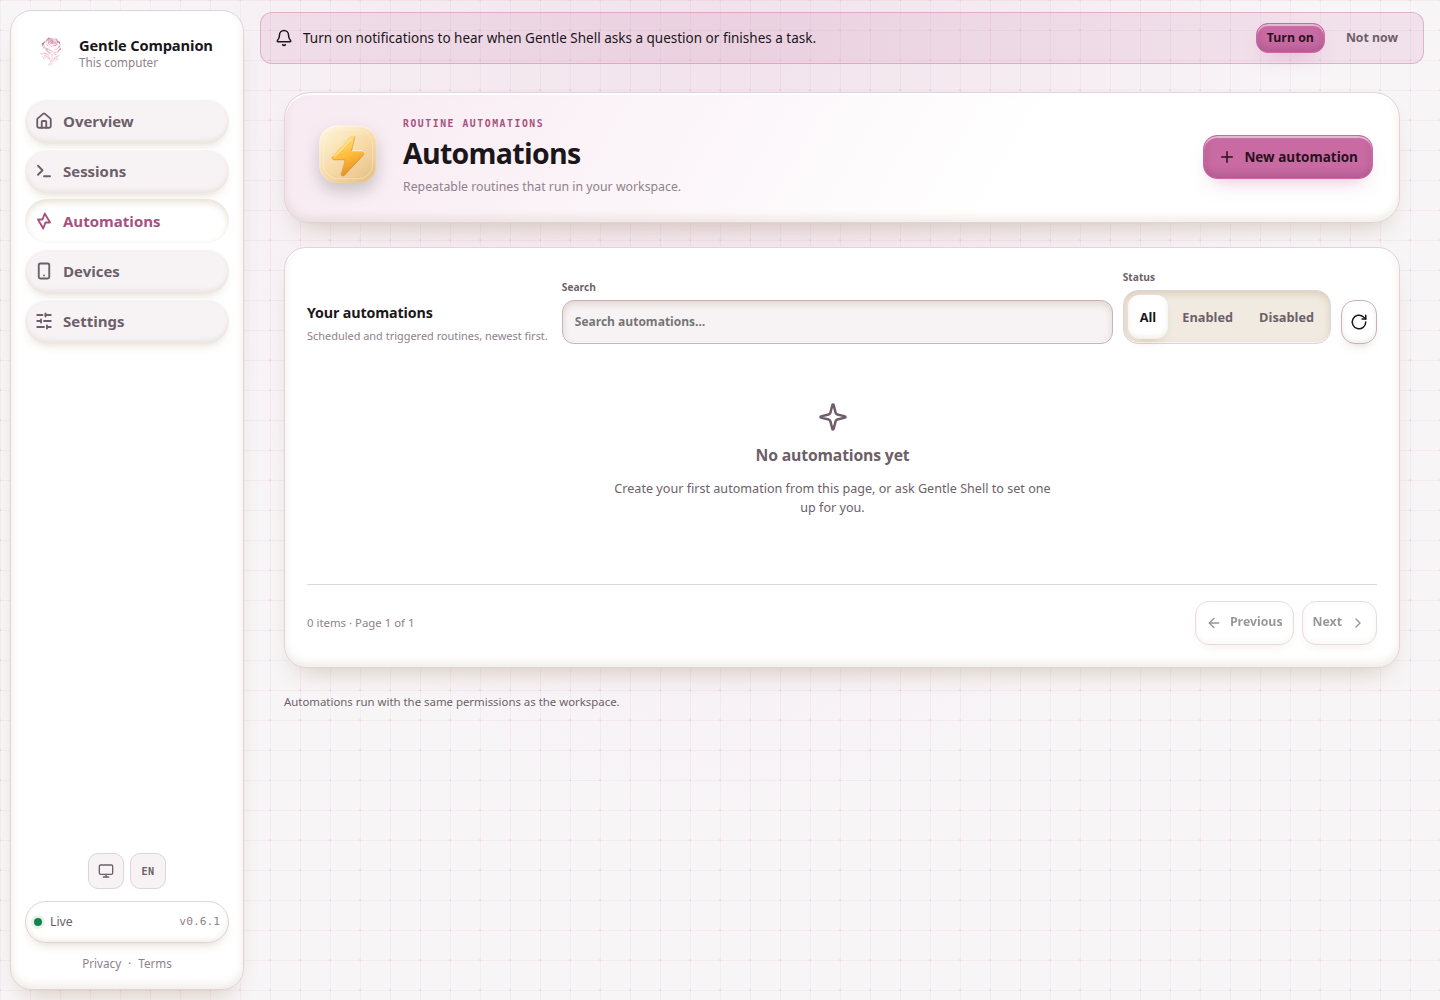 Gentle Companion
This computer
Overview
Sessions
Automations
Devices
Settings
EN
Live
v0.6.1
Privacy · Terms
Turn on notifications to hear when Gentle Shell asks a question or finishes a task.
Turn on
Not now
ROUTINE AUTOMATIONS
Automations
Repeatable routines that run in your workspace.
New automation
Your automations
Scheduled and triggered routines, newest first.
Search
Search automations...
Status
All
Enabled
Disabled
No automations yet
Create your first automation from this page, or ask Gentle Shell to set one
up for you.
0 items · Page 1 of 1
Previous
Next
Automations run with the same permissions as the workspace.